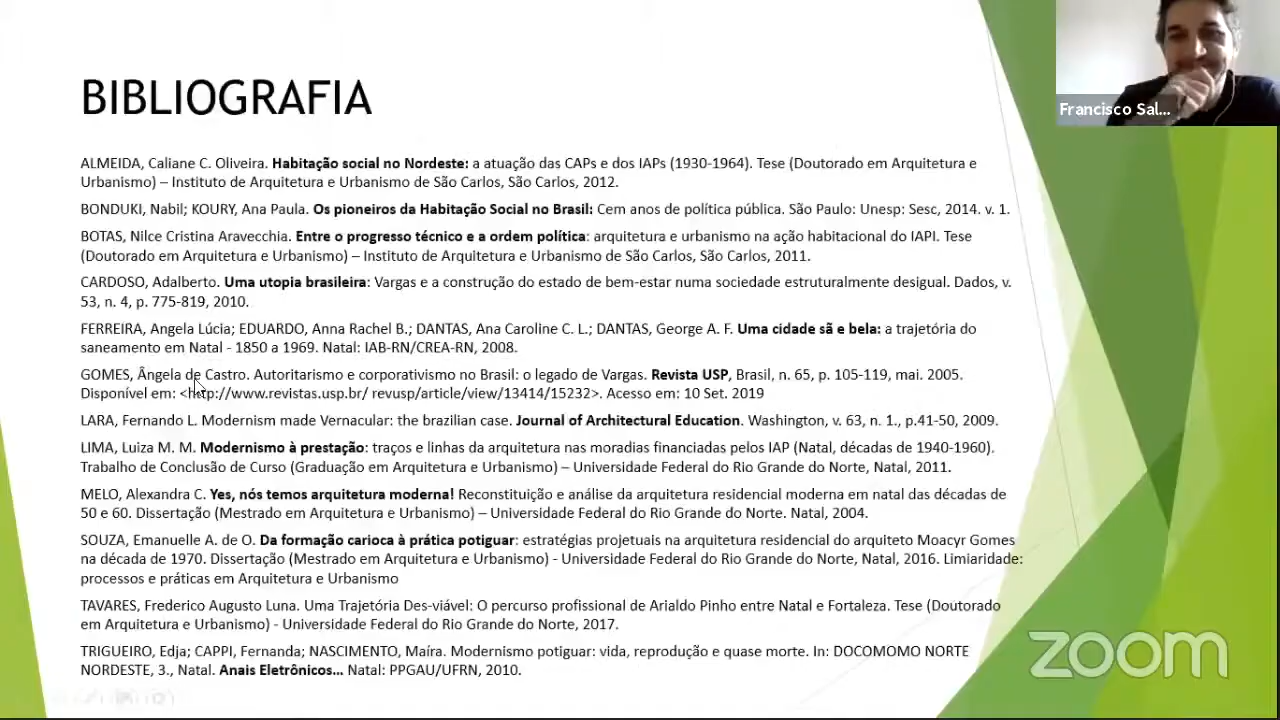 BIBLIOGRAFIA
Francisco Sal...
ALMEIDA, Caliane C. Oliveira. Habitação social no Nordeste: a atuação das CAPs e dos IAPs (1930-1964). Tese (Doutorado em Arquitetura e
Urbanismo) – Instituto de Arquitetura e Urbanismo de São Carlos, São Carlos, 2012.
BONDUKI, Nabil; KOURY, Ana Paula. Os pioneiros da Habitação Social no Brasil: Cem anos de política pública. São Paulo: Unesp: Sesc, 2014. v. 1.
BOTAS, Nilce Cristina Aravecchia. Entre o progresso técnico e a ordem política: arquitetura e urbanismo na ação habitacional do IAPI. Tese
(Doutorado em Arquitetura e Urbanismo) – Instituto de Arquitetura e Urbanismo de São Carlos, São Carlos, 2011.
CARDOSO, Adalberto. Uma utopia brasileira: Vargas e a construção do estado de bem-estar numa sociedade estruturalmente desigual. Dados, v.
53, n. 4, p. 775-819, 2010.
FERREIRA, Angela Lúcia; EDUARDO, Anna Rachel B.; DANTAS, Ana Caroline C. L.; DANTAS, George A. F. Uma cidade sã e bela: a trajetória do
saneamento em Natal - 1850 a 1969. Natal: IAB-RN/CREA-RN, 2008.
GOMES, Ângela de Castro. Autoritarismo e corporativismo no Brasil: o legado de Vargas. Revista USP, Brasil, n. 65, p. 105-119, mai. 2005.
Disponível em: <http://www.revistas.usp.br/ revusp/article/view/13414/15232>. Acesso em: 10 Set. 2019
LARA, Fernando L. Modernism made Vernacular: the brazilian case. Journal of Architectural Education. Washington, v. 63, n. 1., p.41-50, 2009.
LIMA, Luiza M. M. Modernismo à prestação: traços e linhas da arquitetura nas moradias financiadas pelos IAP (Natal, décadas de 1940-1960).
Trabalho de Conclusão de Curso (Graduação em Arquitetura e Urbanismo) – Universidade Federal do Rio Grande do Norte, Natal, 2011.
MELO, Alexandra C. Yes, nós temos arquitetura moderna! Reconstituição e análise da arquitetura residencial moderna em natal das décadas de
50 e 60. Dissertação (Mestrado em Arquitetura e Urbanismo) – Universidade Federal do Rio Grande do Norte. Natal, 2004.
SOUZA, Emanuelle A. de O. Da formação carioca à prática potiguar: estratégias projetuais na arquitetura residencial do arquiteto Moacyr Gomes
na década de 1970. Dissertação (Mestrado em Arquitetura e Urbanismo) - Universidade Federal do Rio Grande do Norte, Natal, 2016. Limiaridade:
processos e práticas em Arquitetura e Urbanismo
TAVARES, Frederico Augusto Luna. Uma Trajetória Des-viável: O percurso profissional de Arialdo Pinho entre Natal e Fortaleza. Tese (Doutorado
em Arquitetura e Urbanismo) - Universidade Federal do Rio Grande do Norte, 2017.
TRIGUEIRO, Edja; CAPPI, Fernanda; NASCIMENTO, Maíra. Modernismo potiguar: vida, reprodução e quase morte. In: DOCOMOMO NORTE
NORDESTE, 3., Natal. Anais Eletrônicos... Natal: PPGAU/UFRN, 2010.
zoom